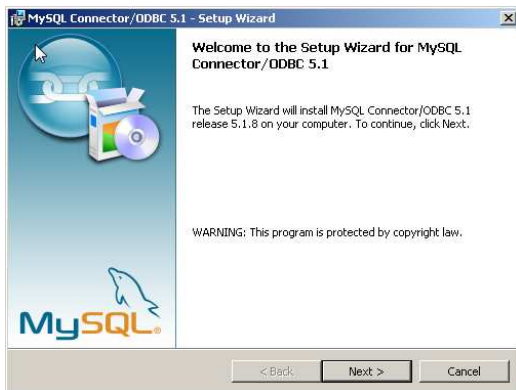 MySQL Connector/ODBC 5.1 - Setup Wizard
Welcome to the Setup Wizard for MySQL
Connector/ODBC 5.1
The Setup Wizard will install MySQL Connector/ODBC 5.1
release 5.1.8 on your computer. To continue, click Next.
WARNING: This program is protected by copyright law.
MySQL®
< Back
Next >
Cancel